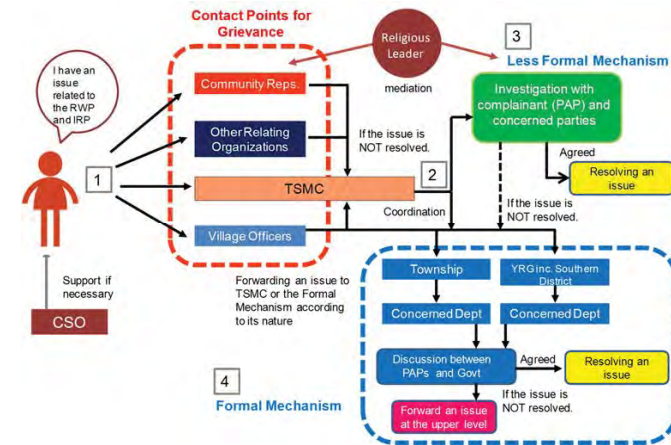 Contact Points for
Grievance
Religious
Leader
mediation
3
Less Formal Mechanism
I have an
issue
related to
the RWP
and IRP
1
Community Reps.
Other Relating
Organizations
TSMC
Village Officers
If the issue is
NOT resolved.
2
Coordination
Investigation with
complainant (PAP) and
concerned parties
Agreed
Resolving an
issue
If the issue is
NOT resolved.
Support if
necessary
CSO
Forwarding an issue to
TSMC or the Formal
Mechanism according
to its nature
Township
YRG inc. Southern
District
Concerned Dept
Concerned Dept
Discussion between
PAPs and Govt
Agreed
Resolving an
issue
If the issue is
NOT resolved.
Forward an issue
at the upper level
4
Formal Mechanism